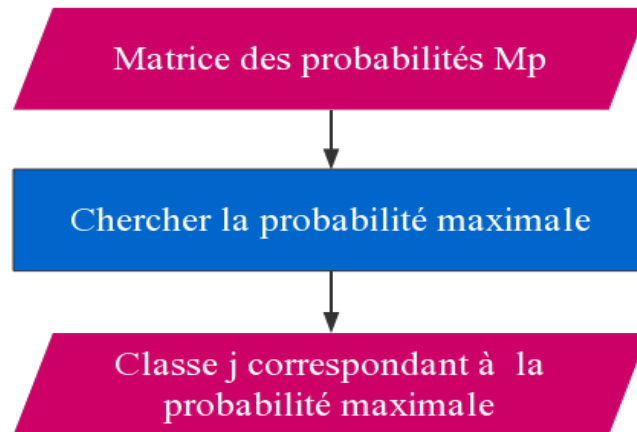 Matrice des probabilités Mp
Chercher la probabilité maximale
Classe j correspondant à la
probabilité maximale